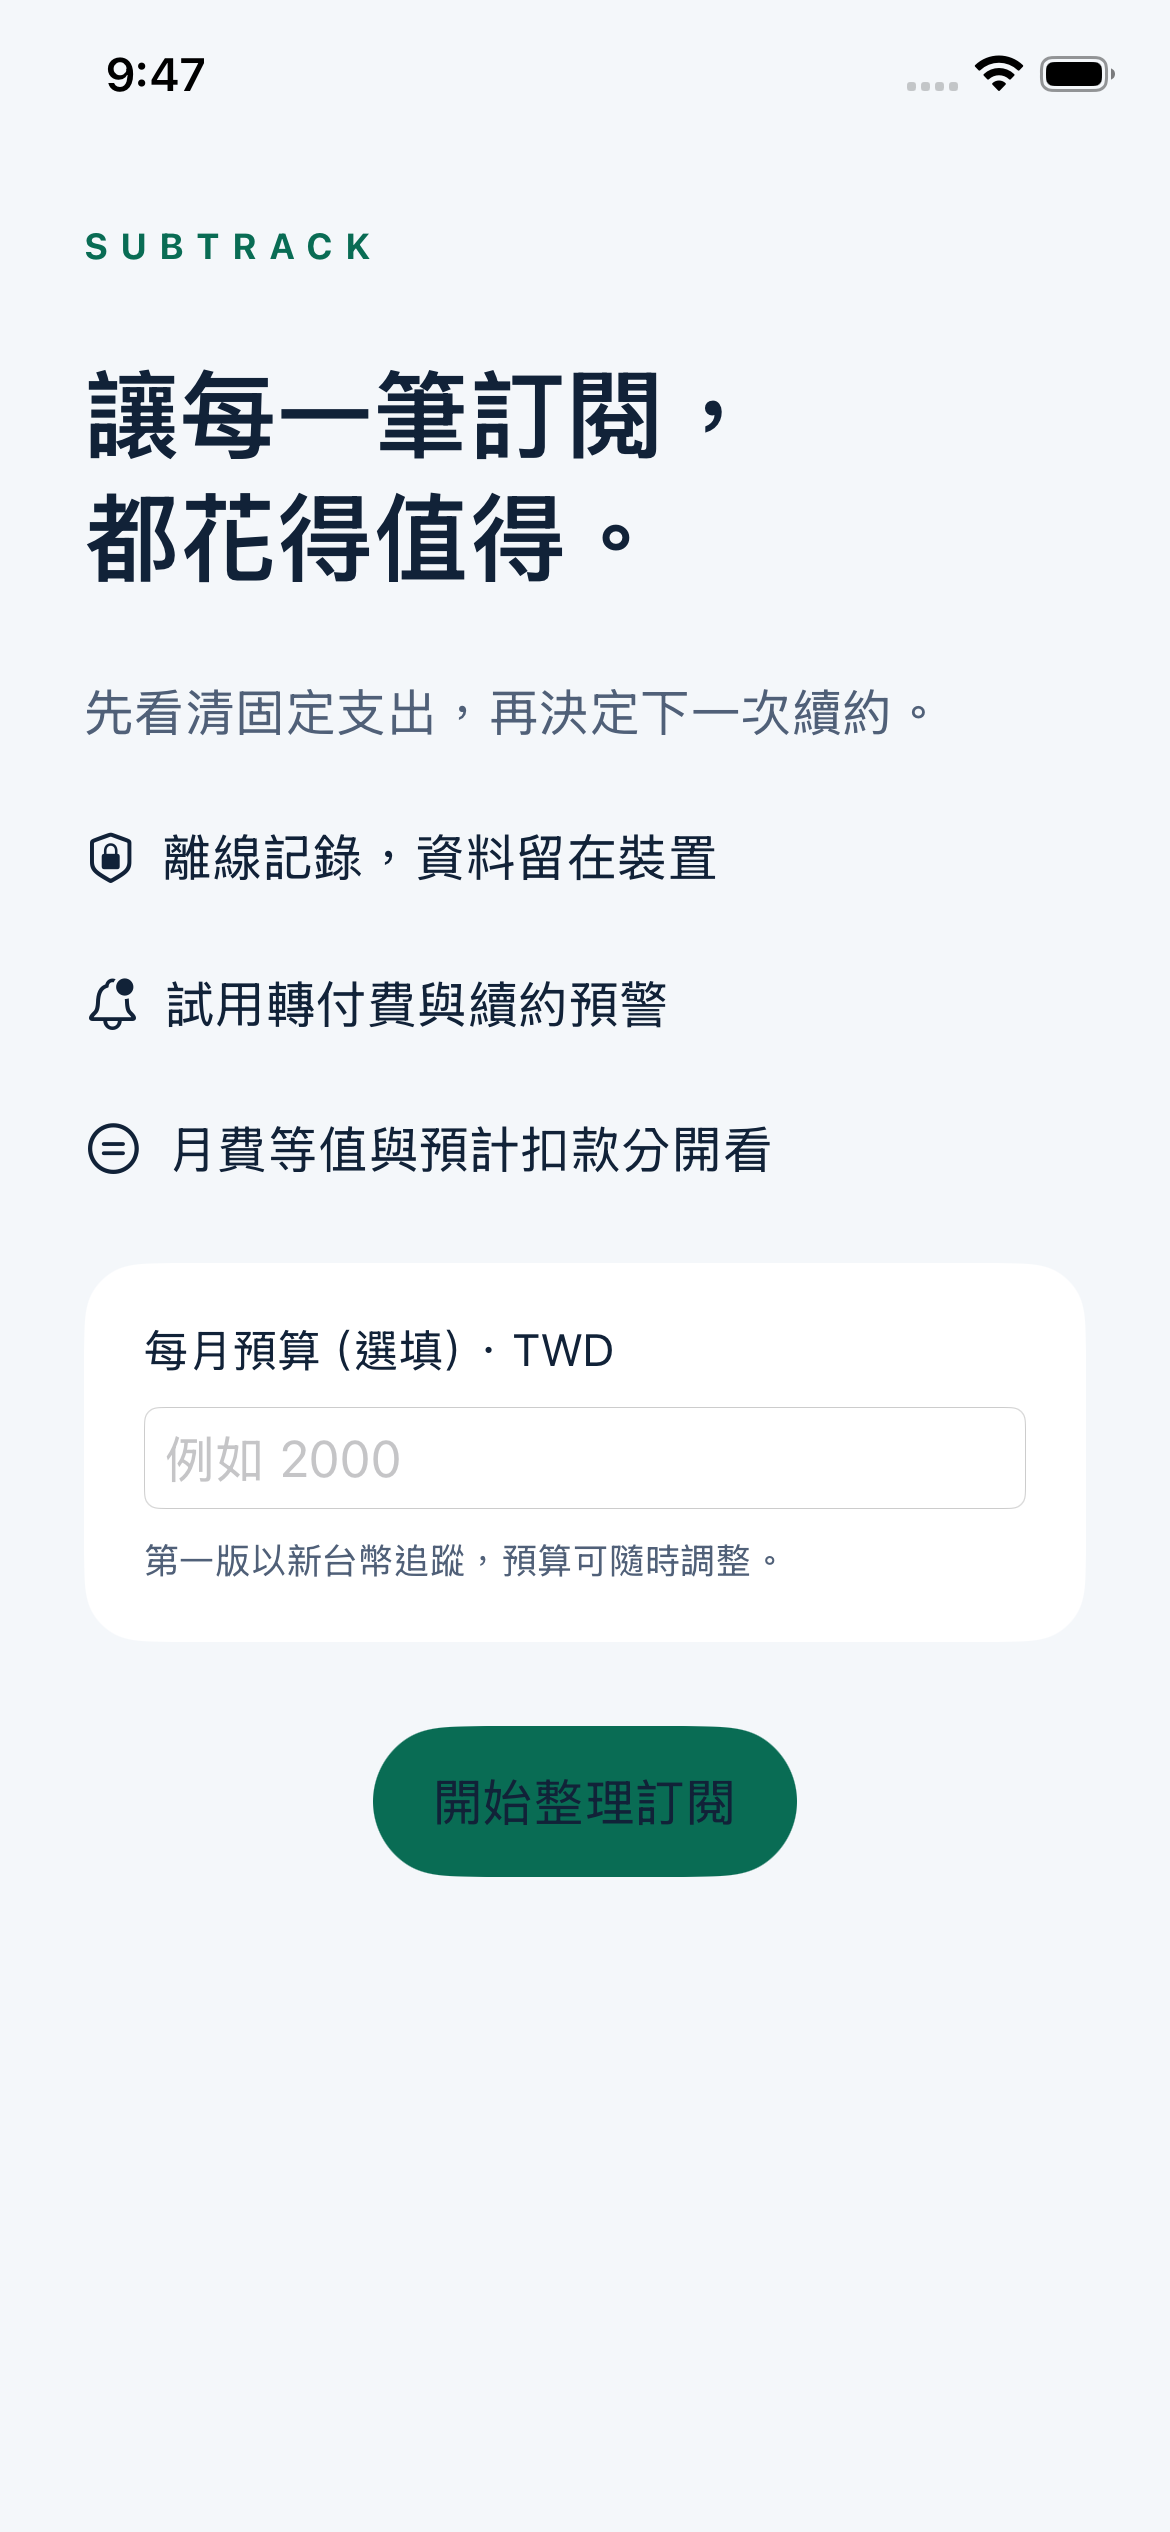 9:47
SUBTRACK
讓每一筆訂閱，
都花得值得。
先看清固定支出，再決定下一次續約。
離線記錄，資料留在裝置
試用轉付費與續約預警
月費等值與預計扣款分開看
每月預算（選填）· TWD
例如 2000
第一版以新台幣追蹤，預算可隨時調整。
開始整理訂閱